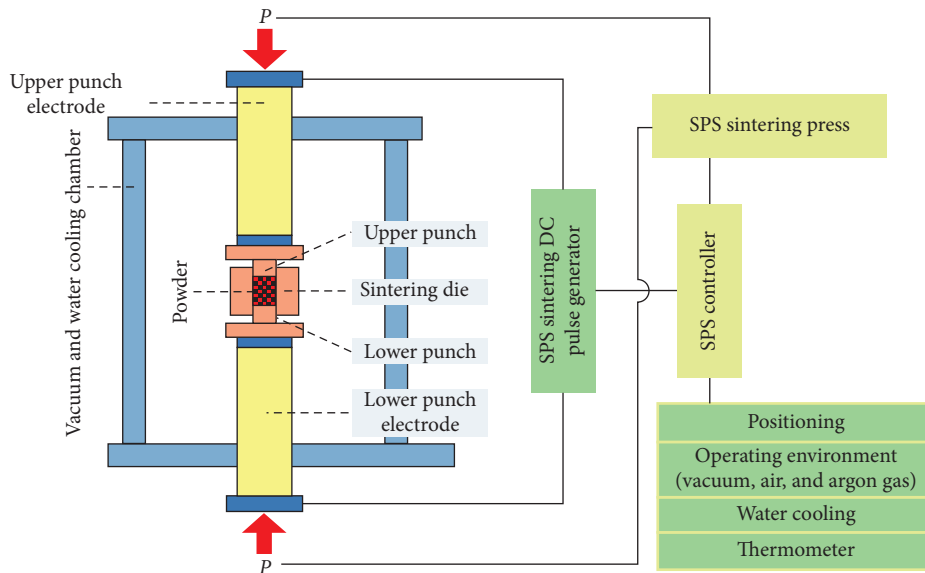 P
Upper punch
electrode
SPS sintering press
Vacuum and water cooling chamber
Upper punch
Powder
Sintering die
SPS sintering DC
pulse generator
SPS controller
Lower punch
Lower punch
electrode
Positioning
Operating environment
(vacuum, air, and argon gas)
Water cooling
Thermometer
P